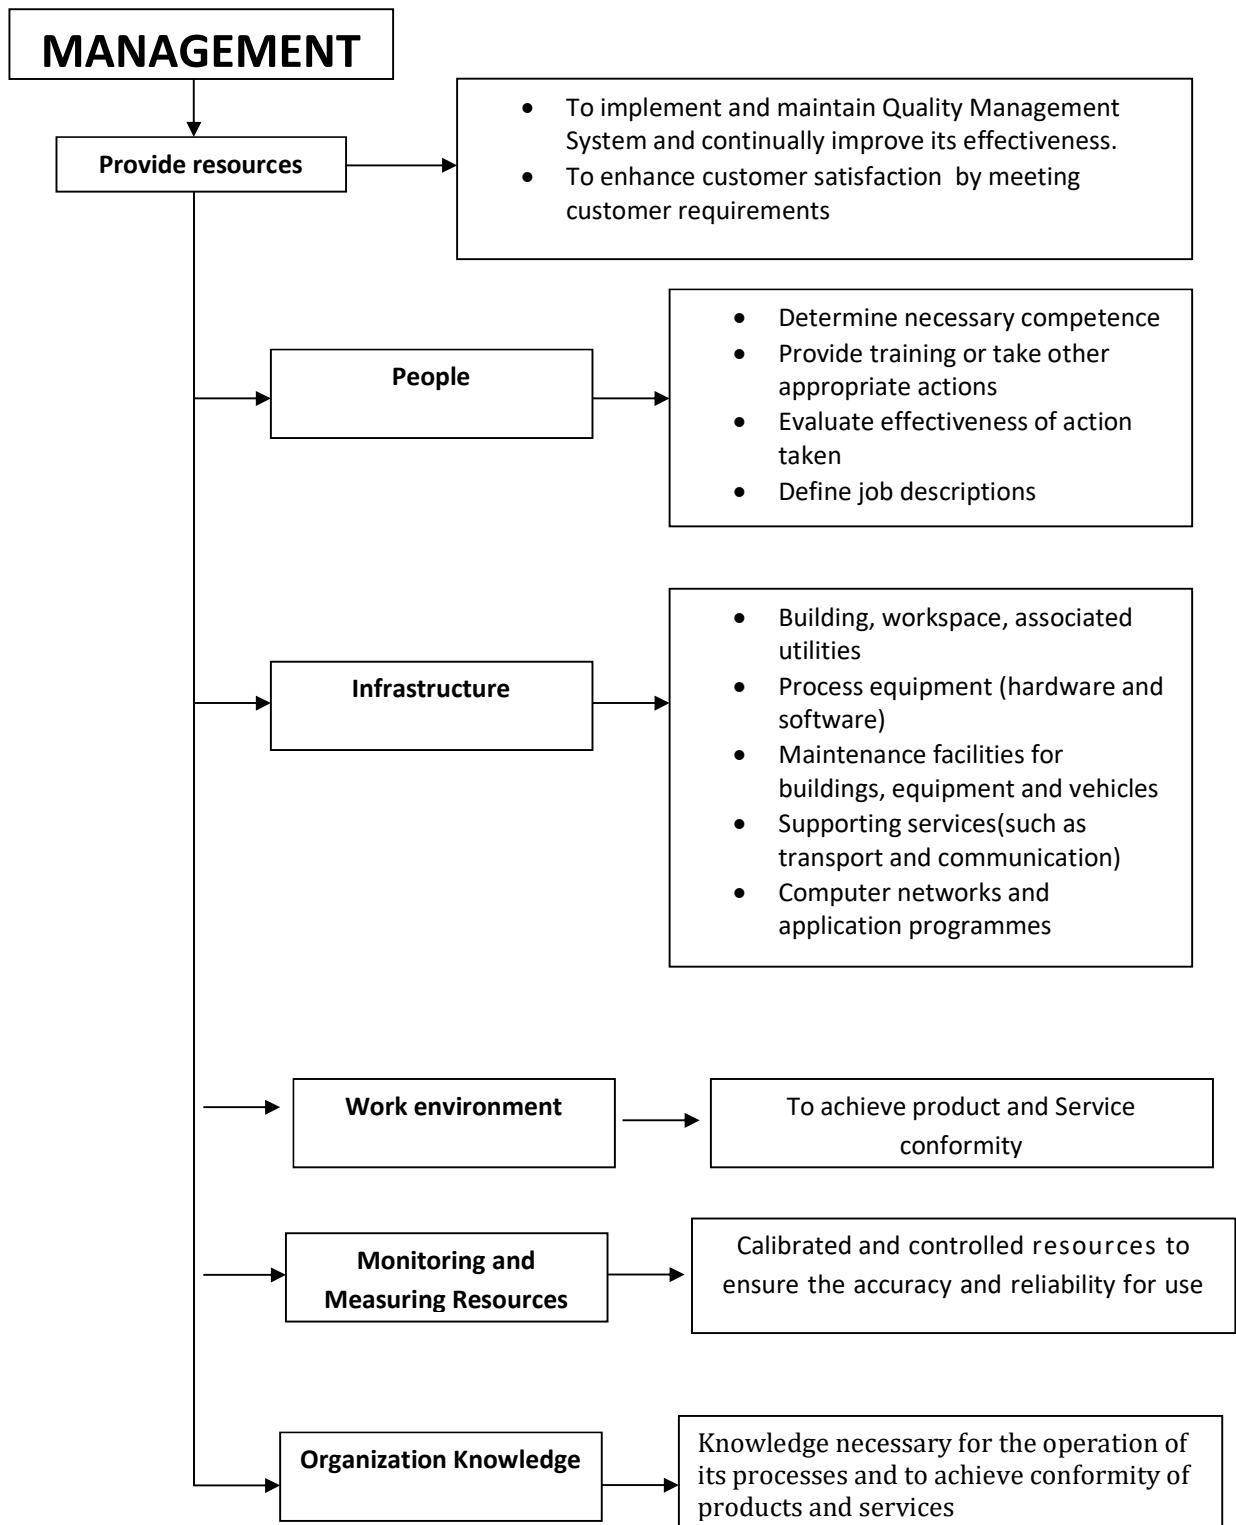 MANAGEMENT
Provide resources
• To implement and maintain Quality Management
System and continually improve its effectiveness.
• To enhance customer satisfaction  by meeting
customer requirements
People
• Determine necessary competence
• Provide training or take other
appropriate actions
• Evaluate effectiveness of action
taken
• Define job descriptions
Infrastructure
• Building, workspace, associated
utilities
• Process equipment (hardware and
software)
• Maintenance facilities for
buildings, equipment and vehicles
• Supporting services(such as
transport and communication)
• Computer networks and
application programmes
Work environment
To achieve product and Service
conformity
Monitoring and
Measuring Resources
Calibrated and controlled resources to
ensure the accuracy and reliability for use
Organization Knowledge
Knowledge necessary for the operation of
its processes and to achieve conformity of
products and services